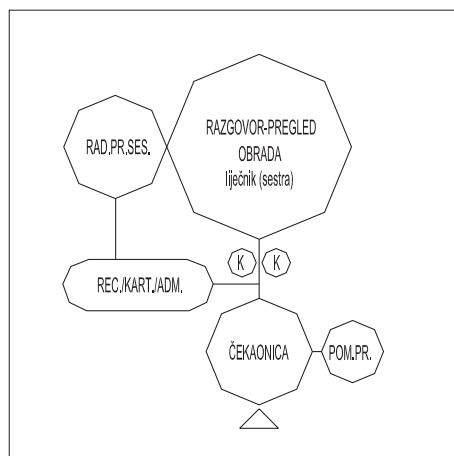 RAZGOVOR-PREGLED
OBRADA
liječnik (sestra)
RAD.PR.SES.
K K
REC./KART./ADM.
ČEKAONICA
POM.PR.